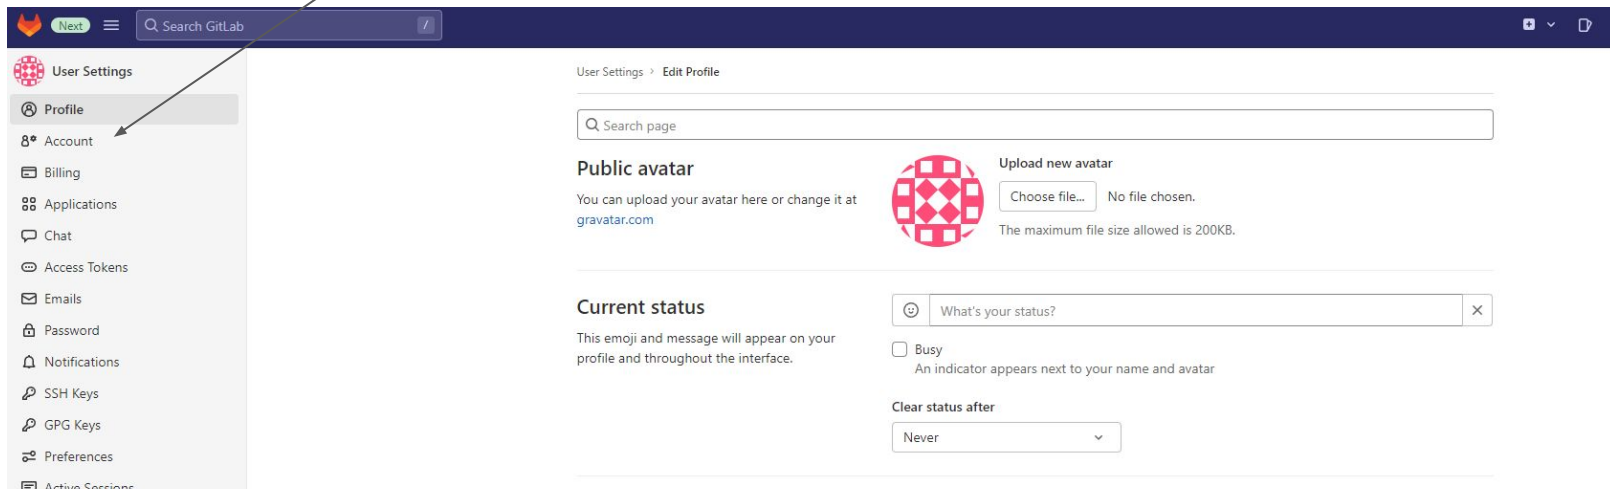 Next
Search GitLab
/
User Settings
Profile
Account
Billing
Applications
Chat
Access Tokens
Emails
Password
Notifications
SSH Keys
GPG Keys
Preferences
Active Sessions
User Settings › Edit Profile
Search page
Public avatar
You can upload your avatar here or change it at
gravatar.com
Upload new avatar
Choose file... No file chosen.
The maximum file size allowed is 200KB.
Current status
This emoji and message will appear on your
profile and throughout the interface.
What's your status?
Busy
An indicator appears next to your name and avatar
Clear status after
Never